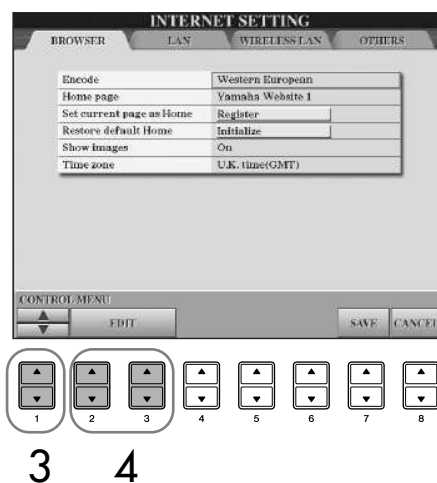 INTERNET SETTING
BROWSER LAN WIRELESS LAN OTHERS
Encode Western European
Home page Yamaha Website 1
Set current page as Home Register
Restore default Home Initialize
Show images On
Time zone U.K. time(GMT)
CONTROL MENU
EDIT SAVE CANCEL
1 2 3 4 5 6 7 8
3 4